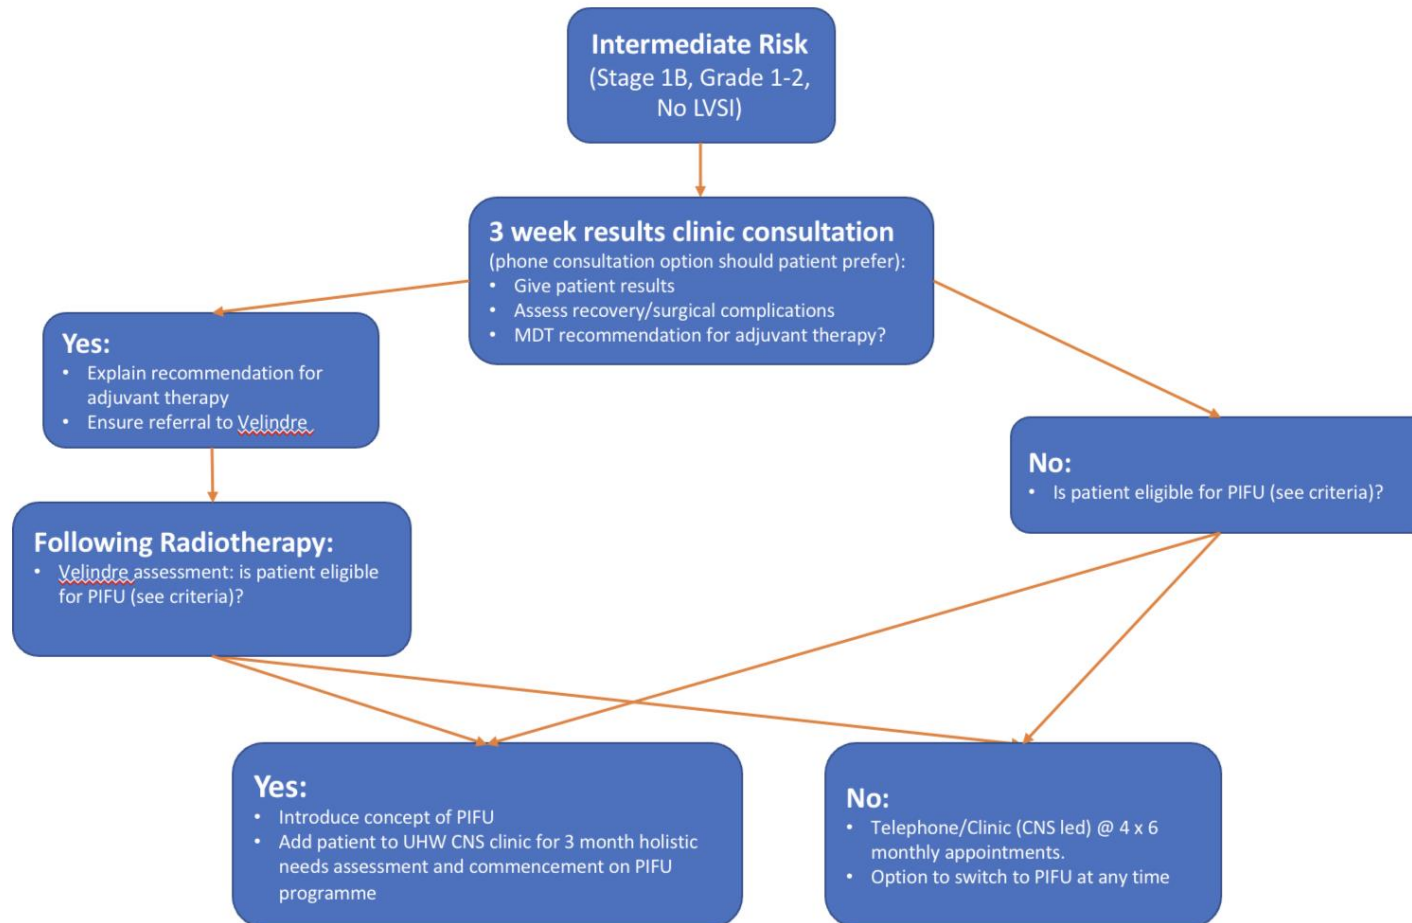 Intermediate Risk
(Stage 1B, Grade 1-2,
No LVSI)
3 week results clinic consultation
(phone consultation option should patient prefer):
• Give patient results
• Assess recovery/surgical complications
• MDT recommendation for adjuvant therapy?
Yes:
• Explain recommendation for
adjuvant therapy
• Ensure referral to Velindre
No:
• Is patient eligible for PIFU (see criteria)?
Following Radiotherapy:
• Velindre assessment: is patient eligible
for PIFU (see criteria)?
Yes:
• Introduce concept of PIFU
• Add patient to UHW CNS clinic for 3 month holistic
needs assessment and commencement on PIFU
programme
No:
• Telephone/Clinic (CNS led) @ 4 x 6
monthly appointments.
• Option to switch to PIFU at any time